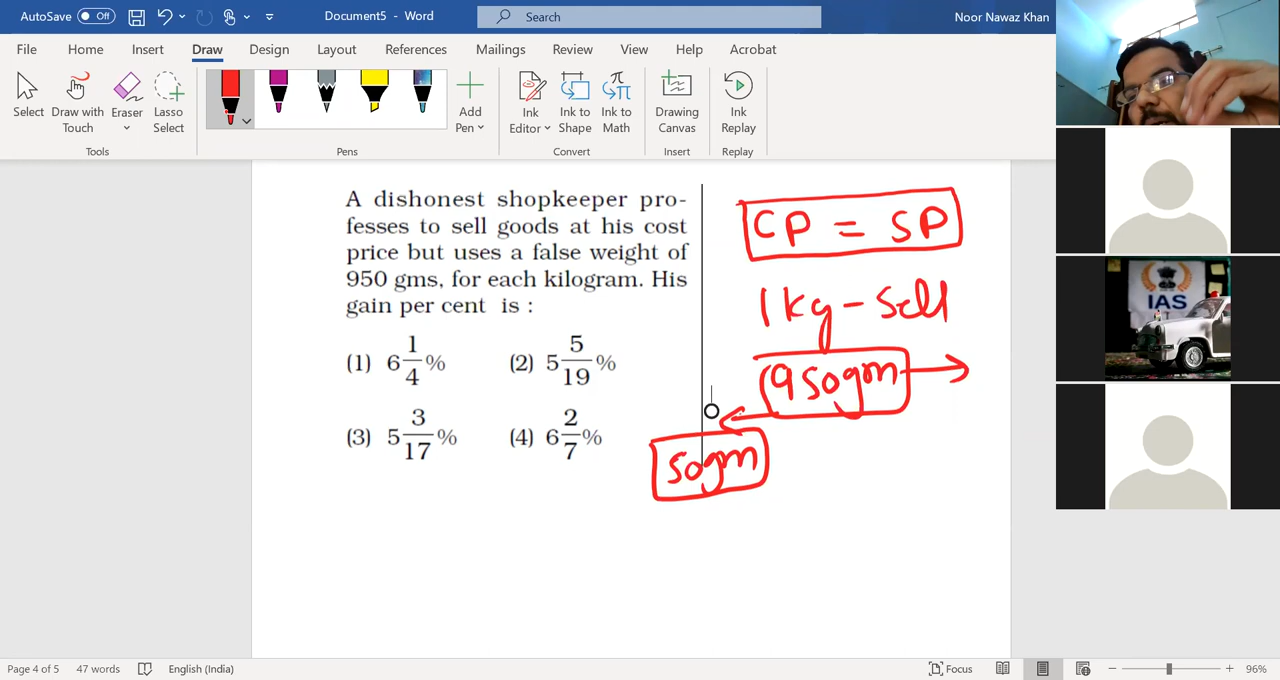 AutoSave Off Document5 - Word Search Noor Nawaz Khan
File Home Insert Draw Design Layout References Mailings Review View Help Acrobat
Select Draw with Touch Eraser Lasso Select Add Pen Ink Editor Ink to Shape Ink to Math Drawing Canvas Ink Replay
Tools Pens Convert Insert Replay
A dishonest shopkeeper pro-
fesses to sell goods at his cost
price but uses a false weight of
950 gms, for each kilogram. His
gain per cent is :
(1) 6 1/4 % (2) 5 5/19 %
(3) 5 3/17 % (4) 6 2/7 %
CP = SP
1kg - sell
950gm
50gm
IAS
Page 4 of 5 47 words English (India) Focus 96%